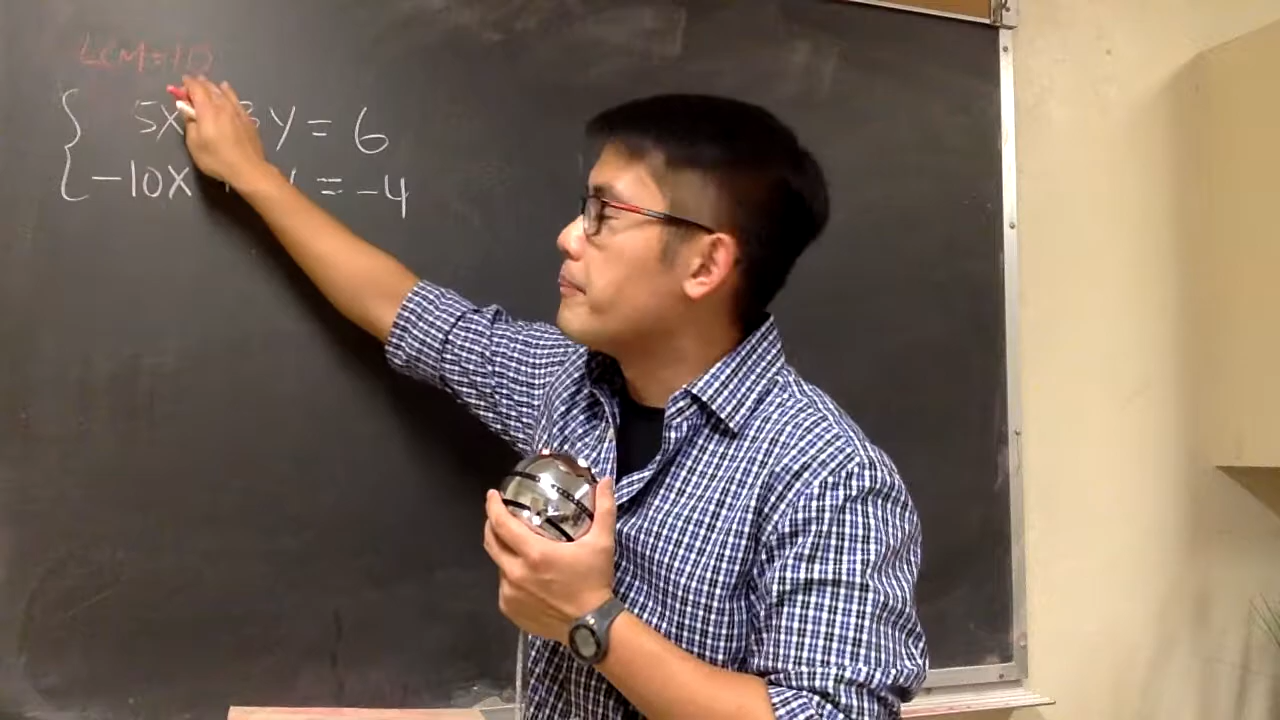 LCM=10
5x 3y = 6
-10x = -4